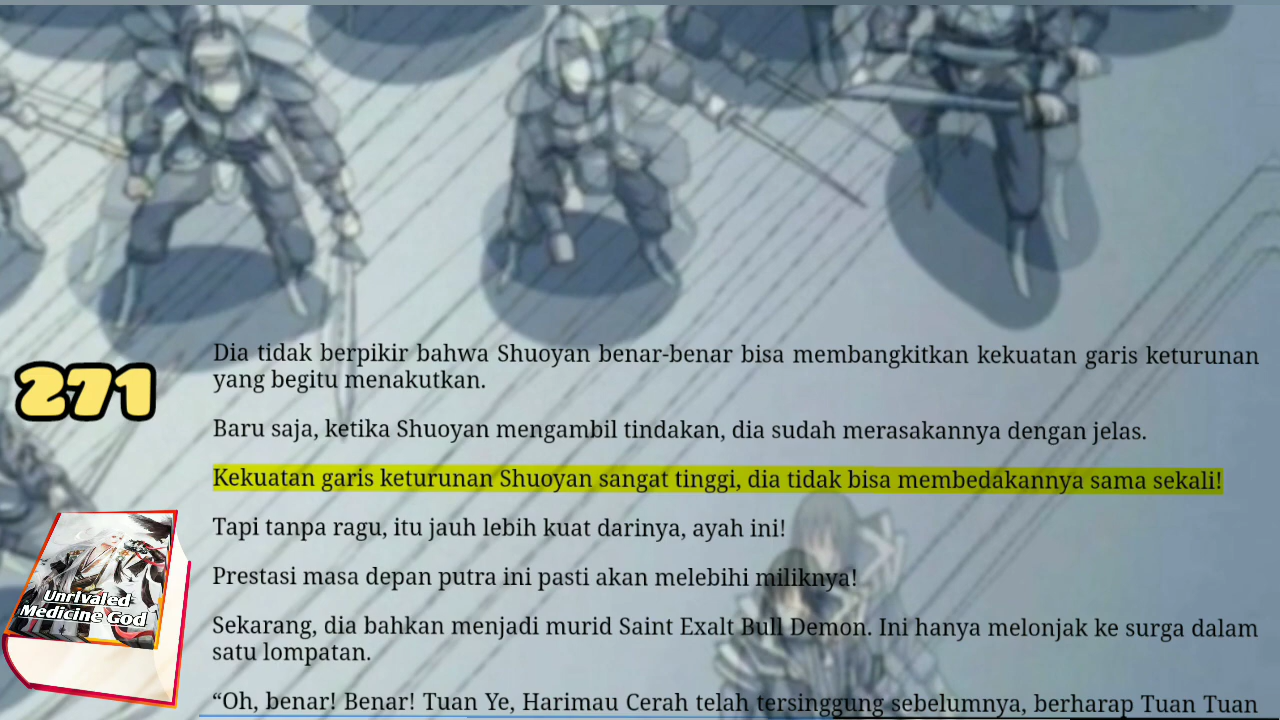 Dia tidak berpikir bahwa Shuoyan benar-benar bisa membangkitkan kekuatan garis keturunan
yang begitu menakutkan.
Baru saja, ketika Shuoyan mengambil tindakan, dia sudah merasakannya dengan jelas.
271
Kekuatan garis keturunan Shuoyan sangat tinggi, dia tidak bisa membedakannya sama sekali!
Tapi tanpa ragu, itu jauh lebih kuat darinya, ayah ini!
Prestasi masa depan putra ini pasti akan melebihi miliknya!
Unrivaled
Medicine God
Sekarang, dia bahkan menjadi murid Saint Exalt Bull Demon. Ini hanya melonjak ke surga dalam
satu lompatan.
“Oh, benar! Benar! Tuan Ye, Harimau Cerah telah tersinggung sebelumnya, berharap Tuan Tuan